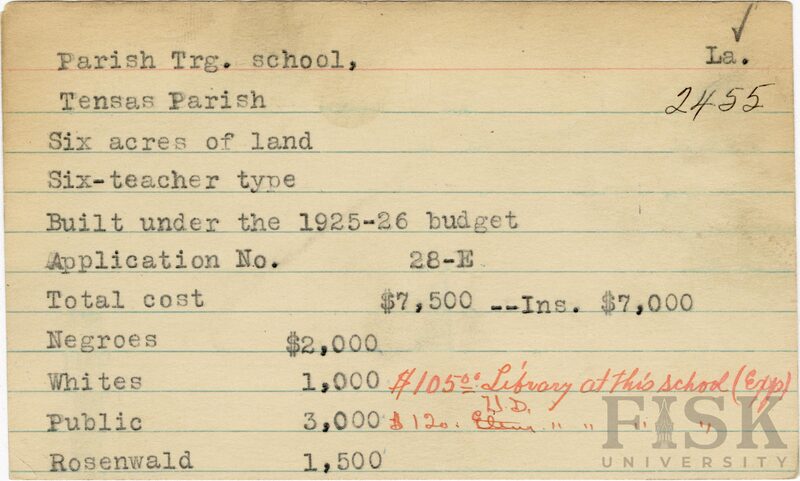 Parish Trg. school, La.
Tensas Parish 2455
Six acres of land
Six-teacher type
Built under the 1925-26 budget
Application No. 28-E
Total cost $7,500 --Ins. $7,000
Negroes $2,000
Whites 1,000 $105.00 Library at this school (Exp)
H.D.
Public 3,000 $120. Elem. " " " "
Rosenwald 1,500
FISK
UNIVERSITY